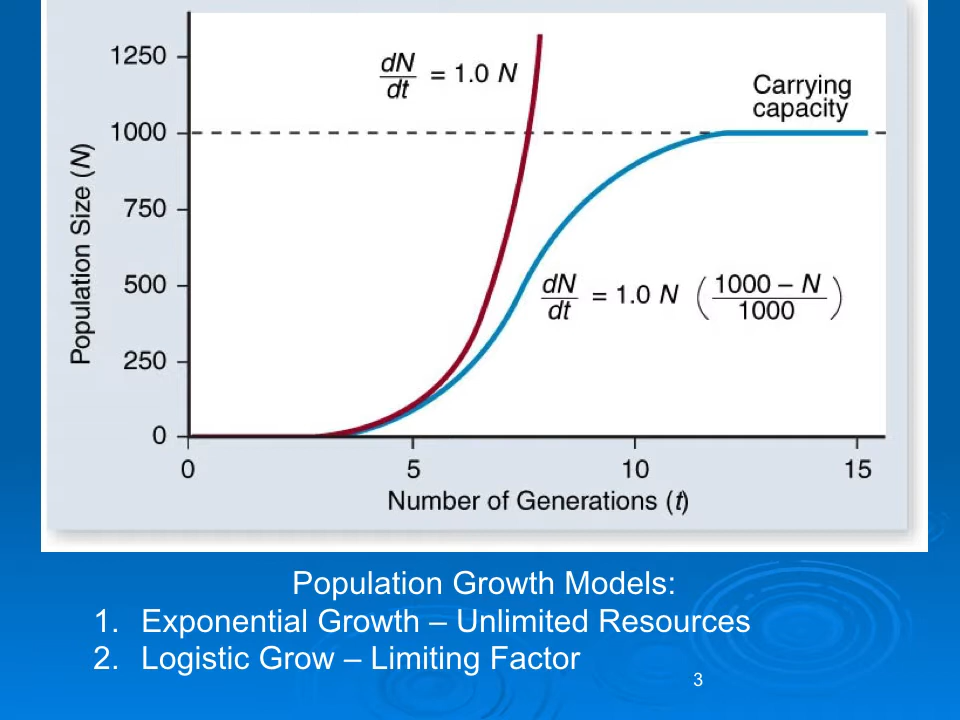 1250
dN/dt = 1.0 N
Carrying
capacity
1000
Population Size (N)
750
500
dN/dt = 1.0 N (1000 – N / 1000)
250
0
0 5 10 15
Number of Generations (t)
Population Growth Models:
1. Exponential Growth – Unlimited Resources
2. Logistic Grow – Limiting Factor
3